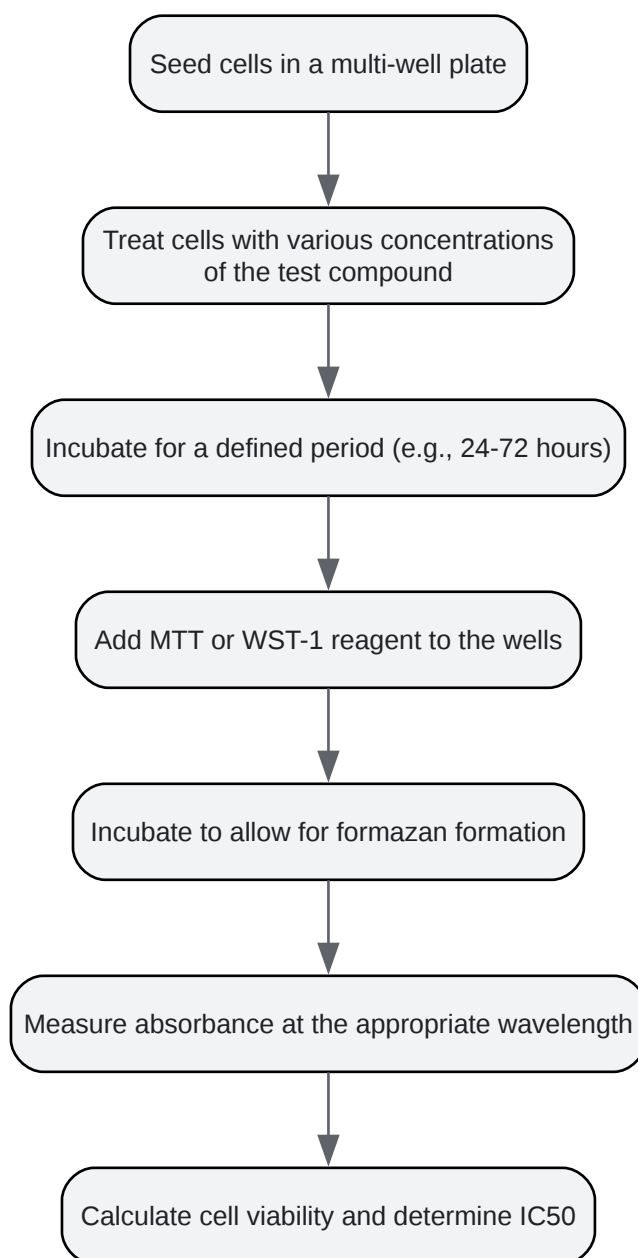 Seed cells in a multi-well plate
Treat cells with various concentrations
of the test compound
Incubate for a defined period (e.g., 24-72 hours)
Add MTT or WST-1 reagent to the wells
Incubate to allow for formazan formation
Measure absorbance at the appropriate wavelength
Calculate cell viability and determine IC50